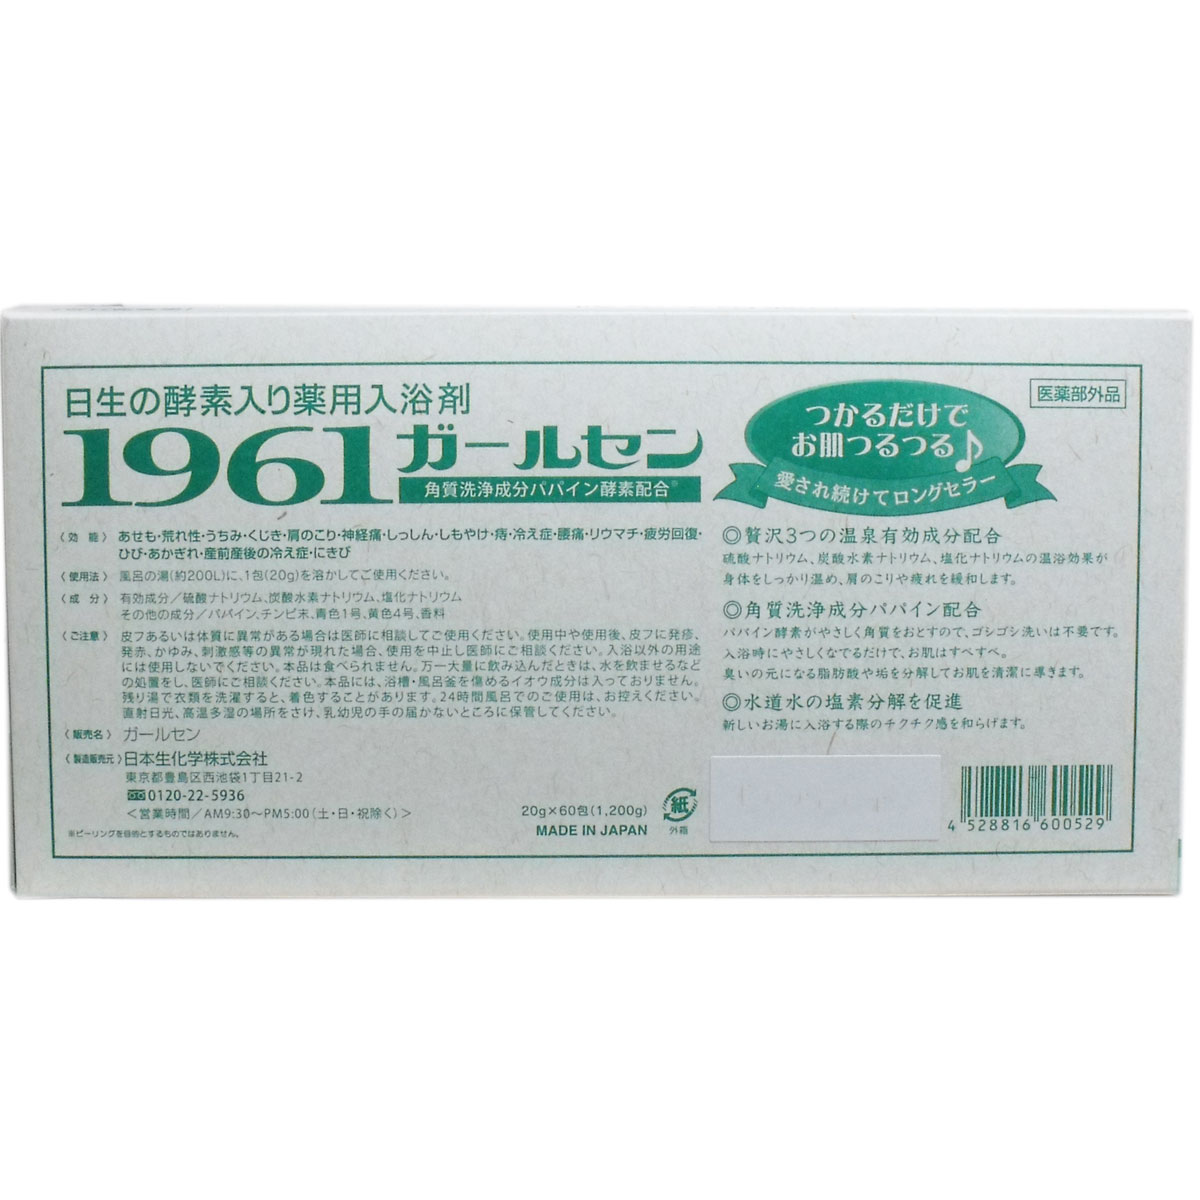 日生の酵素入り薬用入浴剤
1961ガールセン
角質洗浄成分パパイン酵素配合®
〈効能〉あせも・荒れ性・うちみ・くじき・肩のこり・神経痛・しっしん・しもやけ・痔・冷え症・腰痛・リウマチ・疲労回復・
ひび・あかぎれ・産前産後の冷え症・にきび
〈使用法〉風呂の湯(約200L)に、1包(20g)を溶かしてご使用ください。
〈成分〉有効成分/硫酸ナトリウム、炭酸水素ナトリウム、塩化ナトリウム
その他の成分/パパイン、チンピ末、青色1号、黄色4号、香料
〈ご注意〉皮フあるいは体質に異常がある場合は医師に相談してご使用ください。使用中や使用後、皮フに発疹、
発赤、かゆみ、刺激感等の異常が現れた場合、使用を中止し医師にご相談ください。入浴以外の用途
には使用しないでください。本品は食べられません。万一大量に飲み込んだときは、水を飲ませるなど
の処置をし、医師にご相談ください。本品には、浴槽・風呂釜を傷めるイオウ成分は入っておりません。
残り湯で衣類を洗濯すると、着色することがあります。24時間風呂でのご使用は、お控えください。
直射日光、高温多湿の場所をさけ、乳幼児の手の届かないところに保管してください。
〈販売名〉ガールセン
〈製造販売元〉日本生化学株式会社
東京都豊島区西池袋1丁目21-2
0120-22-5936
<営業時間/AM9:30~PM5:00(土・日・祝除く)>
※ピーリングを目的とするものではありません。
20g×60包(1,200g)
MADE IN JAPAN
紙
外箱
つかるだけで
お肌つるつる♪
愛され続けてロングセラー
医薬部外品
◎贅沢3つの温泉有効成分配合
硫酸ナトリウム、炭酸水素ナトリウム、塩化ナトリウムの温浴効果が
身体をしっかり温め、肩のこりや疲れを緩和します。
◎角質洗浄成分パパイン配合
パパイン酵素がやさしく角質をおとすので、ゴシゴシ洗いは不要です。
入浴時にやさしくなでるだけで、お肌はすべすべ。
臭いの元になる脂肪酸や垢を分解してお肌を清潔に導きます。
◎水道水の塩素分解を促進
新しいお湯に入浴する際のチクチク感を和らげます。
4 528816 600529